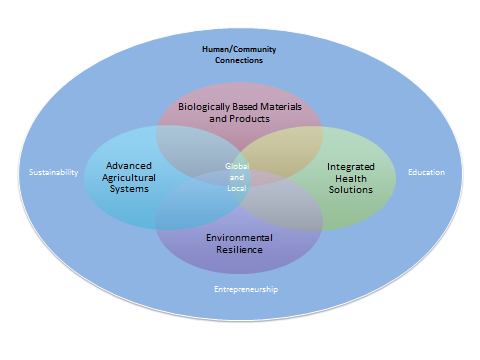 Human/Community
Connections
Biologically Based Materials
and Products
Sustainability
Advanced
Agricultural
Systems
Global
and
Local
Integrated
Health
Solutions
Education
Environmental
Resilience
Entrepreneurship